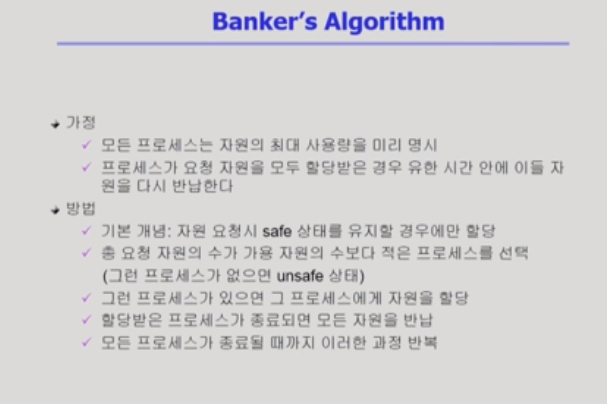 Banker's Algorithm
가정
모든 프로세스는 자원의 최대 사용량을 미리 명시
프로세스가 요청 자원을 모두 할당받은 경우 유한 시간 안에 이들 자
원을 다시 반납한다
방법
기본 개념: 자원 요청시 safe 상태를 유지할 경우에만 할당
총 요청 자원의 수가 가용 자원의 수보다 적은 프로세스를 선택
(그런 프로세스가 없으면 unsafe 상태)
그런 프로세스가 있으면 그 프로세스에게 자원을 할당
할당받은 프로세스가 종료되면 모든 자원을 반납
모든 프로세스가 종료될 때까지 이러한 과정 반복